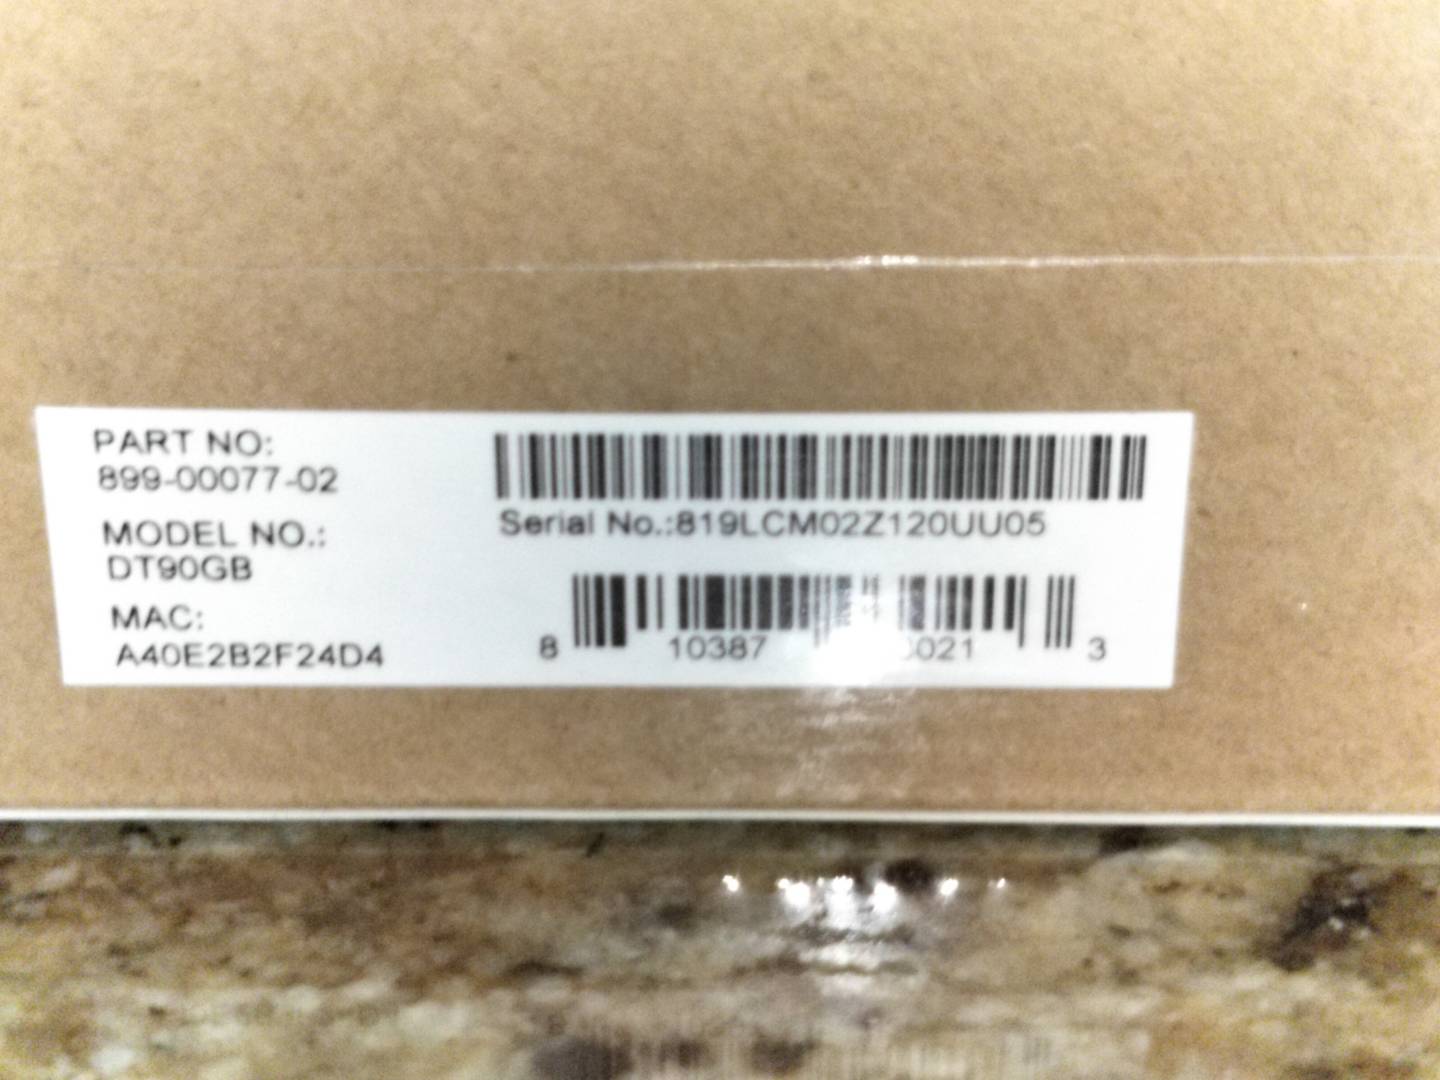 PART NO:
899-00077-02
MODEL NO.:
DT90GB
MAC:
A40E2B2F24D4
Serial No.:819LCM02Z120UU05
8 10387 3